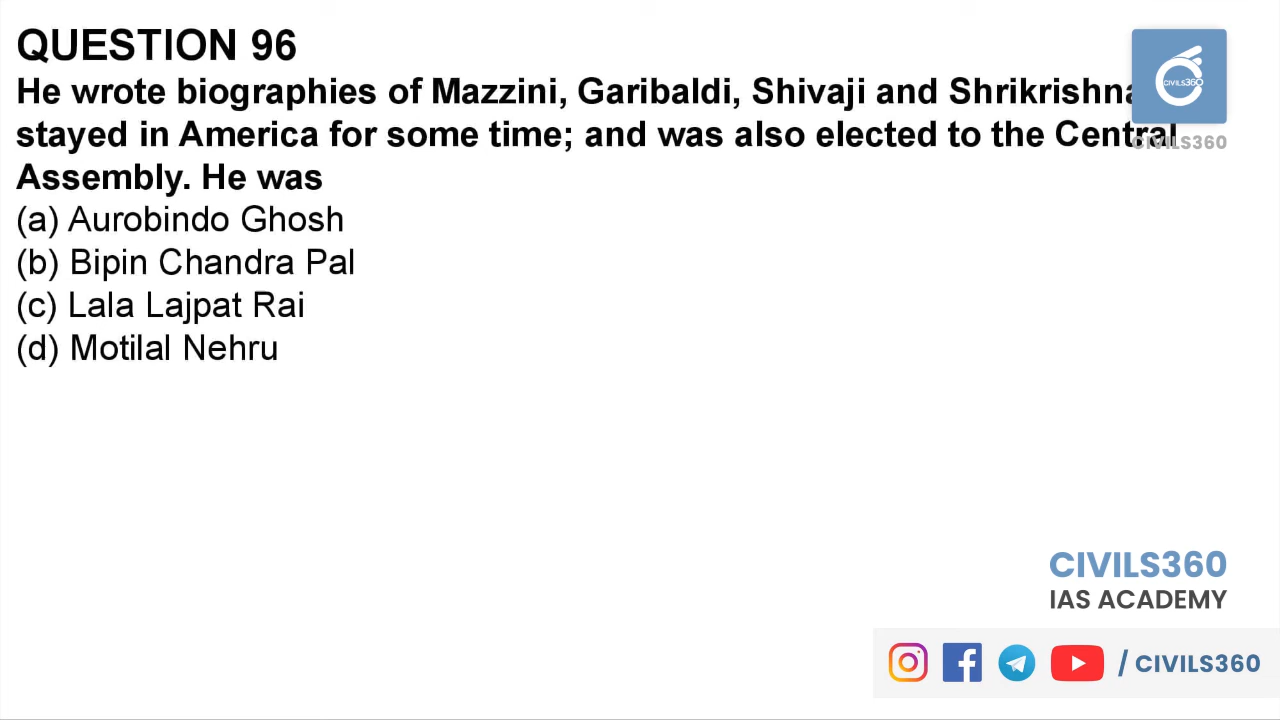 QUESTION 96
He wrote biographies of Mazzini, Garibaldi, Shivaji and Shrikrishna
stayed in America for some time; and was also elected to the Central
Assembly. He was
(a) Aurobindo Ghosh
(b) Bipin Chandra Pal
(c) Lala Lajpat Rai
(d) Motilal Nehru
CIVILS360
CIVILS360
CIVILS360
IAS ACADEMY
/ CIVILS360